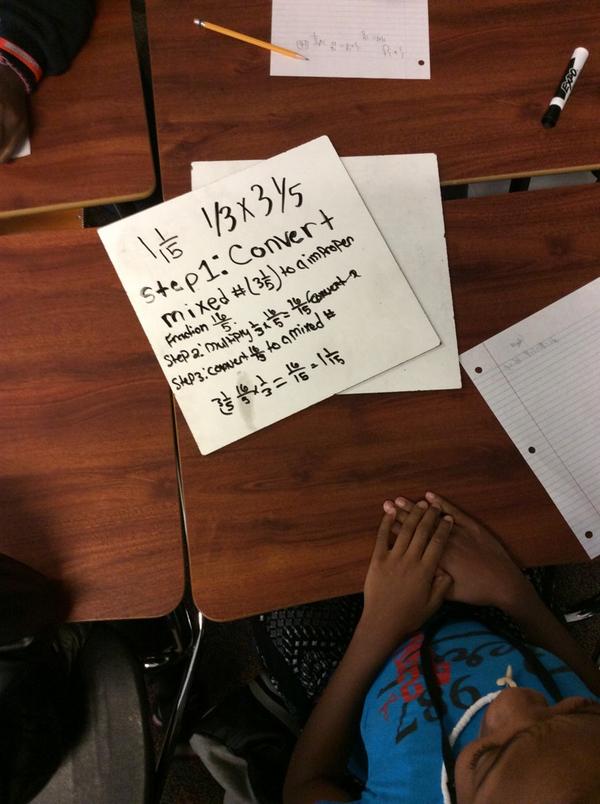 1 1/15 1/3 X 3 1/5
Step 1: Convert
mixed # (3 1/5) to a improper
Fraction 16/5.
Step 2: multiply 1/3 x 16/5 = 16/15 (convert
Step 3: convert 16/15 to a mixed #
3 1/5 (16/5 x 1/3 = 16/15 = 1 1/15
EXPO